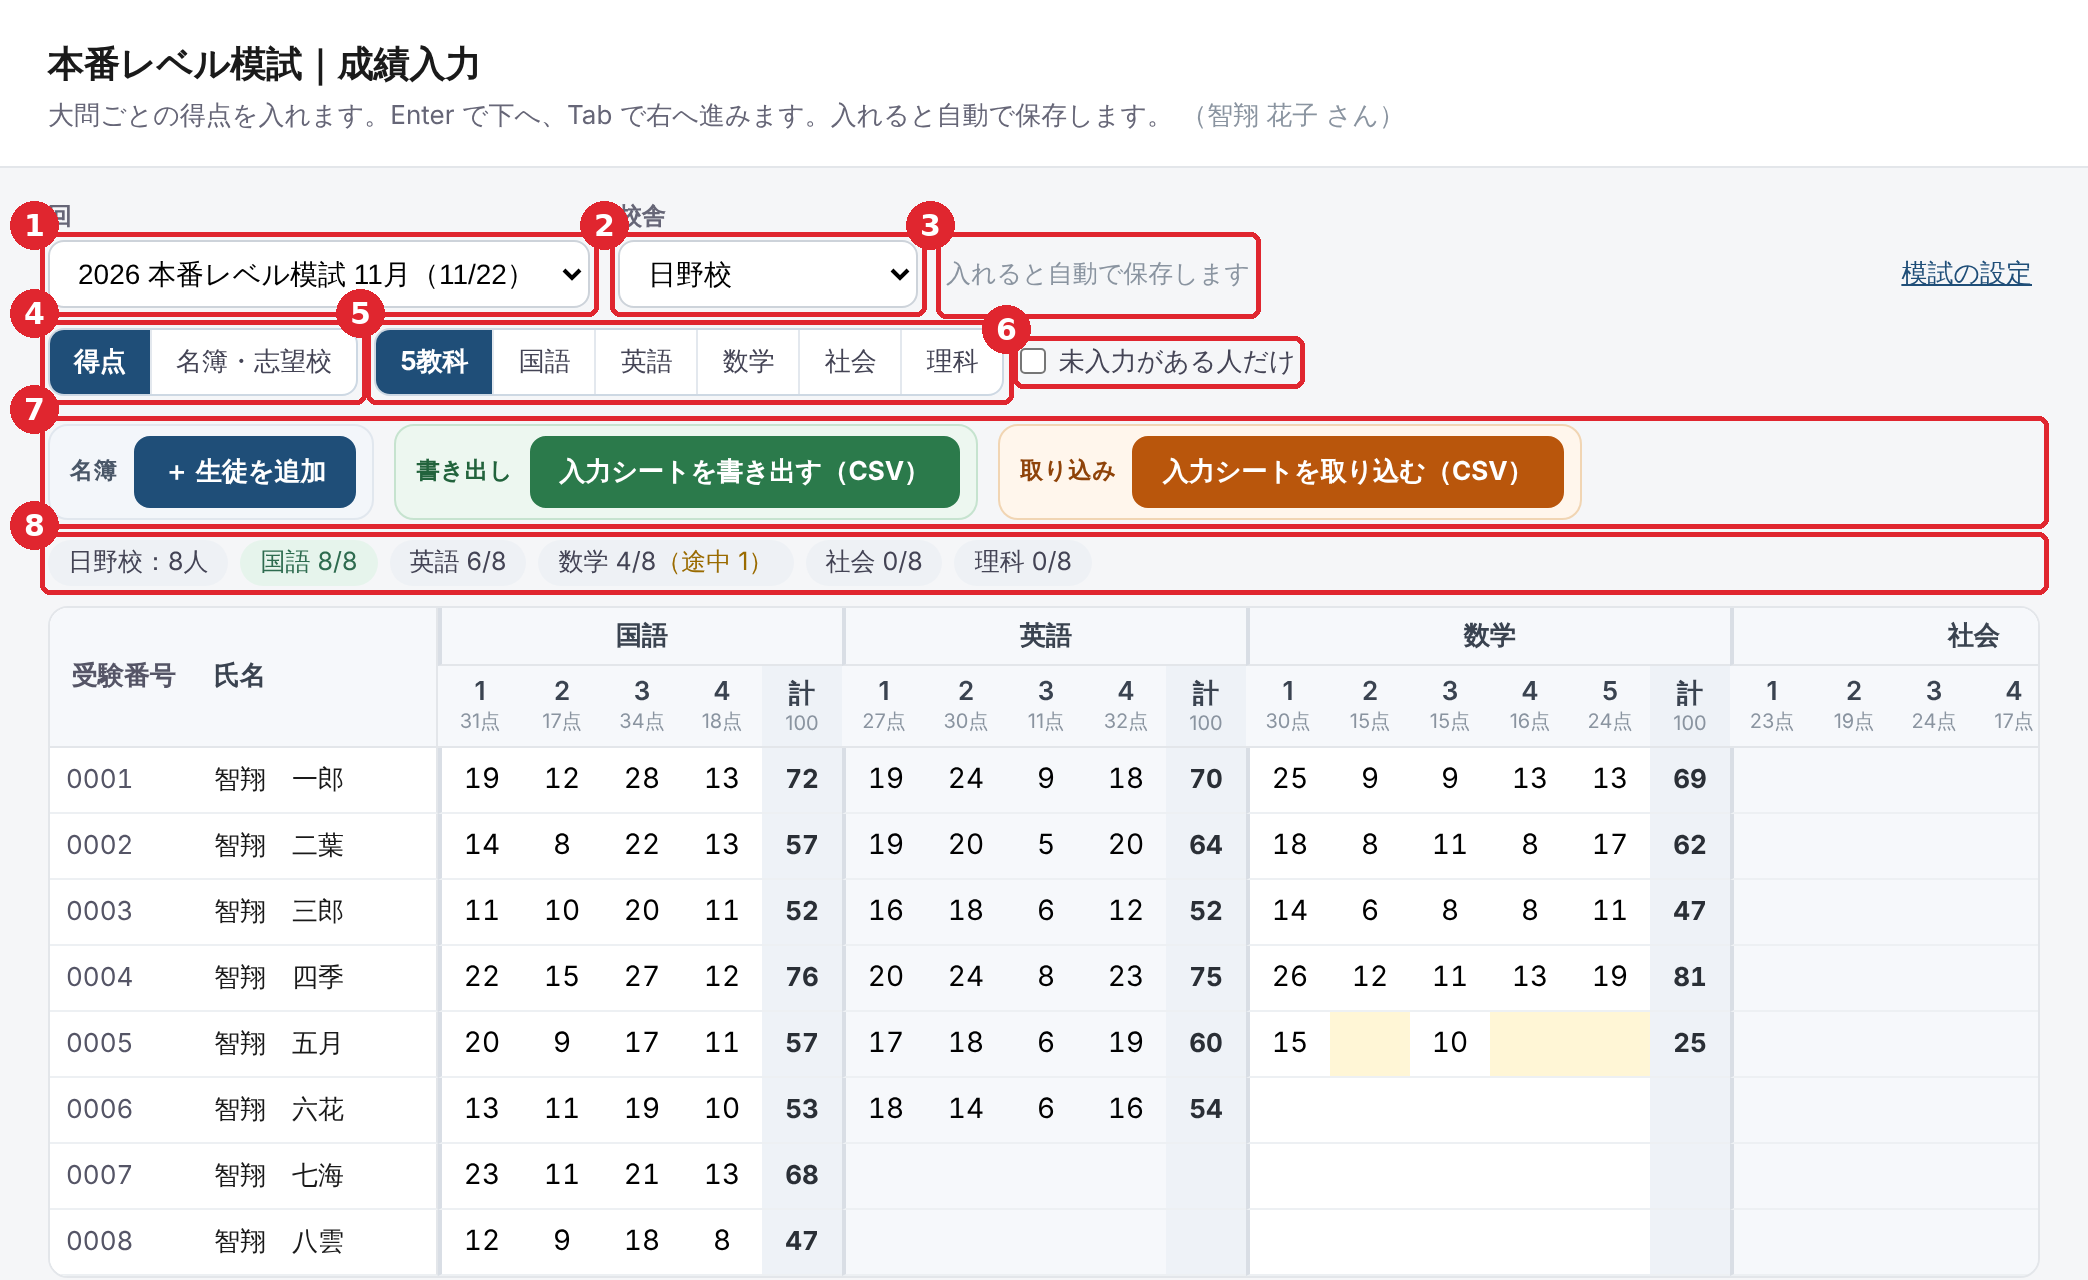 本番レベル模試｜成績入力
大問ごとの得点を入れます。Enter で下へ、Tab で右へ進みます。入れると自動で保存します。 （智翔 花子 さん）
1 回 2 校舎 3
2026 本番レベル模試 11月（11/22） 日野校 入れると自動で保存します 模試の設定
4 5 6
得点 名簿・志望校 5教科 国語 英語 数学 社会 理科 未入力がある人だけ
7
名簿 ＋ 生徒を追加 書き出し 入力シートを書き出す（CSV） 取り込み 入力シートを取り込む（CSV）
8
日野校：8人 国語 8/8 英語 6/8 数学 4/8（途中 1） 社会 0/8 理科 0/8
受験番号 氏名 国語 英語 数学 社会
1 2 3 4 計 1 2 3 4 計 1 2 3 4 5 計 1 2 3 4
31点 17点 34点 18点 100 27点 30点 11点 32点 100 30点 15点 15点 16点 24点 100 23点 19点 24点 17点
0001 智翔　一郎 19 12 28 13 72 19 24 9 18 70 25 9 9 13 13 69
0002 智翔　二葉 14 8 22 13 57 19 20 5 20 64 18 8 11 8 17 62
0003 智翔　三郎 11 10 20 11 52 16 18 6 12 52 14 6 8 8 11 47
0004 智翔　四季 22 15 27 12 76 20 24 8 23 75 26 12 11 13 19 81
0005 智翔　五月 20 9 17 11 57 17 18 6 19 60 15 10 25
0006 智翔　六花 13 11 19 10 53 18 14 6 16 54
0007 智翔　七海 23 11 21 13 68
0008 智翔　八雲 12 9 18 8 47